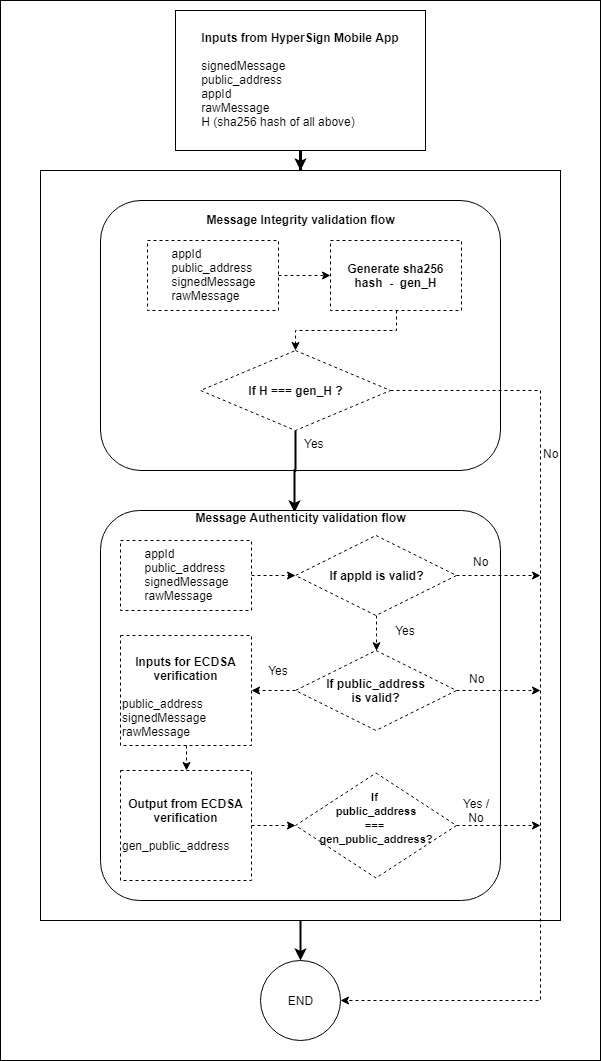 Inputs from HyperSign Mobile App
signedMessage
public_address
appId
rawMessage
H (sha256 hash of all above)
Message Integrity validation flow
appId
public_address
signedMessage
rawMessage
Generate sha256
hash - gen_H
If H === gen_H ?
Yes
No
Message Authenticity validation flow
appId
public_address
signedMessage
rawMessage
If appId is valid?
No
Yes
Inputs for ECDSA
verification
public_address
signedMessage
rawMessage
Yes
If public_address
is valid?
No
Output from ECDSA
verification
gen_public_address
If
public_address
===
gen_public_address?
Yes /
No
END